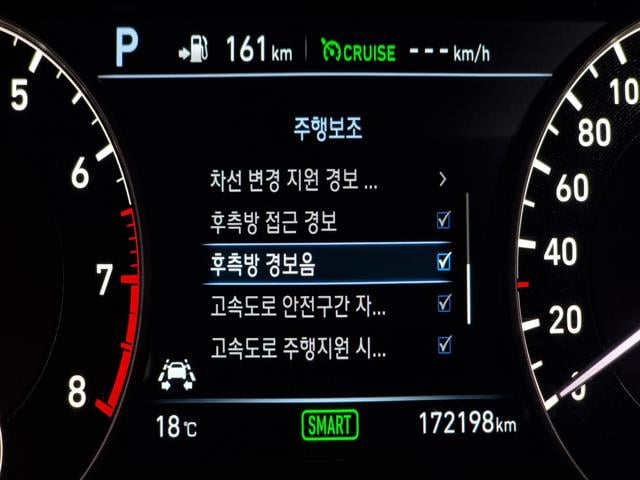 P 161 km CRUISE --- km/h
주행보조
차선 변경 지원 경보 ... >
후측방 접근 경보
후측방 경보음
고속도로 안전구간 자...
고속도로 주행지원 시...
18℃ SMART 172198 km
5
6
7
8
100
80
60
40
20
0